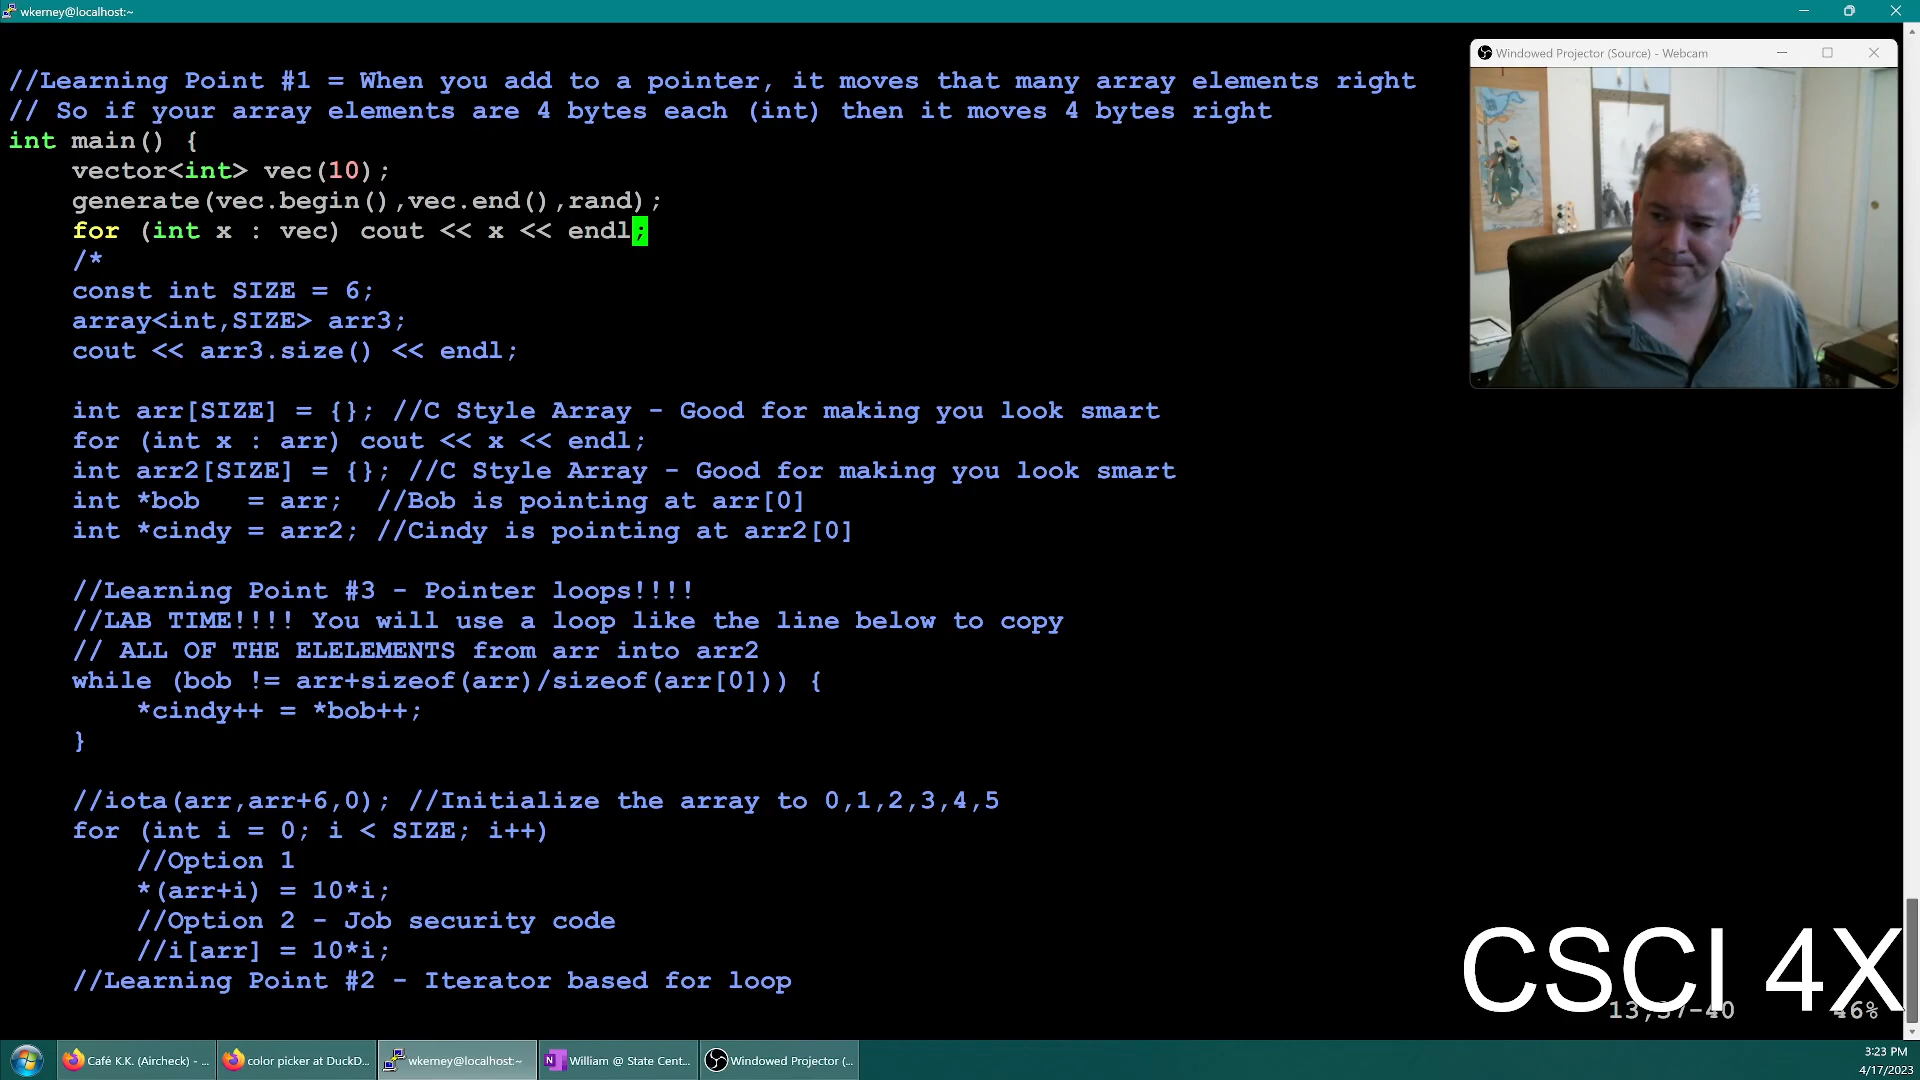 wkerney@localhost:~
Windowed Projector (Source) - Webcam
//Learning Point #1 = When you add to a pointer, it moves that many array elements right
// So if your array elements are 4 bytes each (int) then it moves 4 bytes right
int main() {
    vector<int> vec(10);
    generate(vec.begin(),vec.end(),rand);
    for (int x : vec) cout << x << endl;
    /*
    const int SIZE = 6;
    array<int,SIZE> arr3;
    cout << arr3.size() << endl;
    int arr[SIZE] = {}; //C Style Array - Good for making you look smart
    for (int x : arr) cout << x << endl;
    int arr2[SIZE] = {}; //C Style Array - Good for making you look smart
    int *bob   = arr;  //Bob is pointing at arr[0]
    int *cindy = arr2; //Cindy is pointing at arr2[0]
    //Learning Point #3 - Pointer loops!!!!
    //LAB TIME!!!! You will use a loop like the line below to copy
    // ALL OF THE ELELEMENTS from arr into arr2
    while (bob != arr+sizeof(arr)/sizeof(arr[0])) {
        *cindy++ = *bob++;
    }
    //iota(arr,arr+6,0); //Initialize the array to 0,1,2,3,4,5
    for (int i = 0; i < SIZE; i++)
        //Option 1
        *(arr+i) = 10*i;
        //Option 2 - Job security code
        //i[arr] = 10*i;
    //Learning Point #2 - Iterator based for loop
CSCI 4X
13,37-40 46%
Café K.K. (Aircheck) - ...
color picker at DuckD...
wkerney@localhost:~
William @ State Cent...
Windowed Projector (...
3:23 PM
4/17/2023